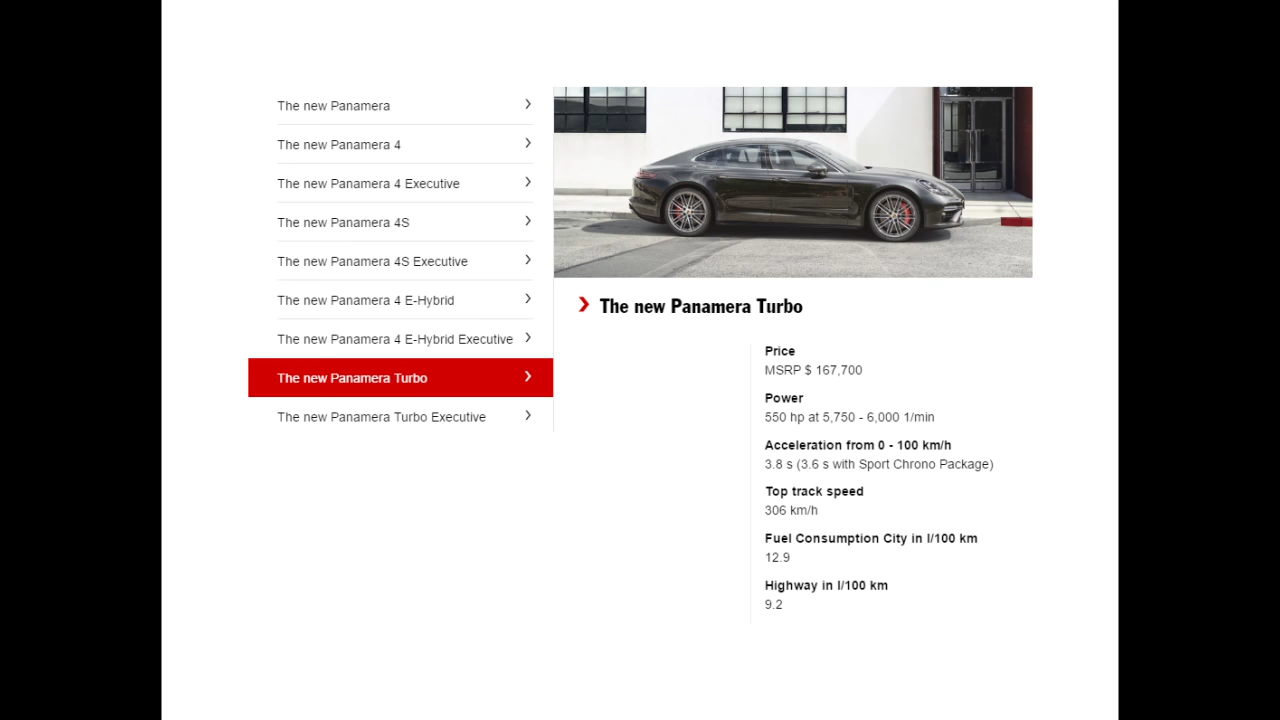 The new Panamera
The new Panamera 4
The new Panamera 4 Executive
The new Panamera 4S
The new Panamera 4S Executive
The new Panamera 4 E-Hybrid
The new Panamera 4 E-Hybrid Executive
The new Panamera Turbo
The new Panamera Turbo Executive
The new Panamera Turbo
Price
MSRP $ 167,700
Power
550 hp at 5,750 - 6,000 1/min
Acceleration from 0 - 100 km/h
3.8 s (3.6 s with Sport Chrono Package)
Top track speed
306 km/h
Fuel Consumption City in l/100 km
12.9
Highway in l/100 km
9.2